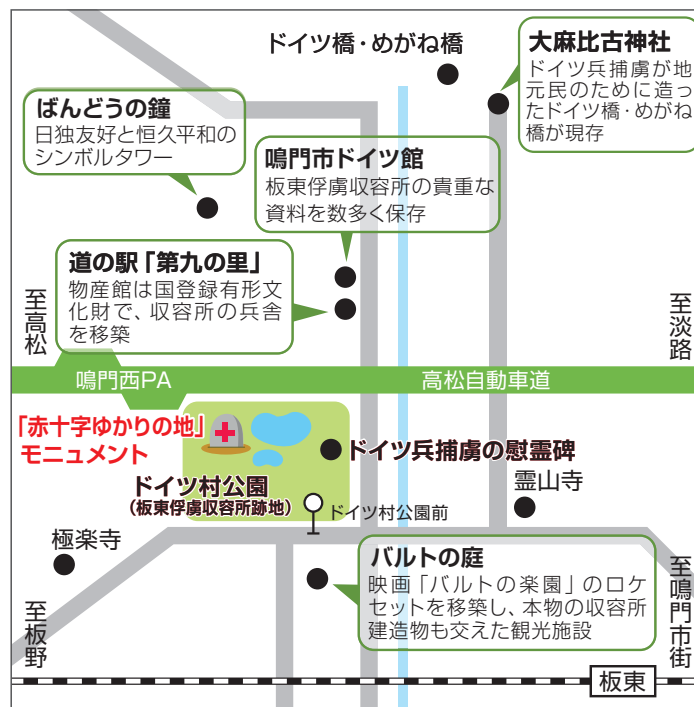 ドイツ橋・めがね橋
大麻比古神社
ドイツ兵捕虜が地
元民のために造っ
たドイツ橋・めがね
橋が現存
ばんどうの鐘
日独友好と恒久平和の
シンボルタワー
鳴門市ドイツ館
板東俘虜収容所の貴重な
資料を数多く保存
道の駅「第九の里」
物産館は国登録有形文
化財で、収容所の兵舎
を移築
至高松
至淡路
鳴門西PA
高松自動車道
「赤十字ゆかりの地」
モニュメント
ドイツ兵捕虜の慰霊碑
ドイツ村公園
(板東俘虜収容所跡地)
ドイツ村公園前
霊山寺
極楽寺
バルトの庭
映画「バルトの楽園」のロケ
セットを移築し、本物の収容所
建造物も交えた観光施設
至板野
至鳴門市街
板東